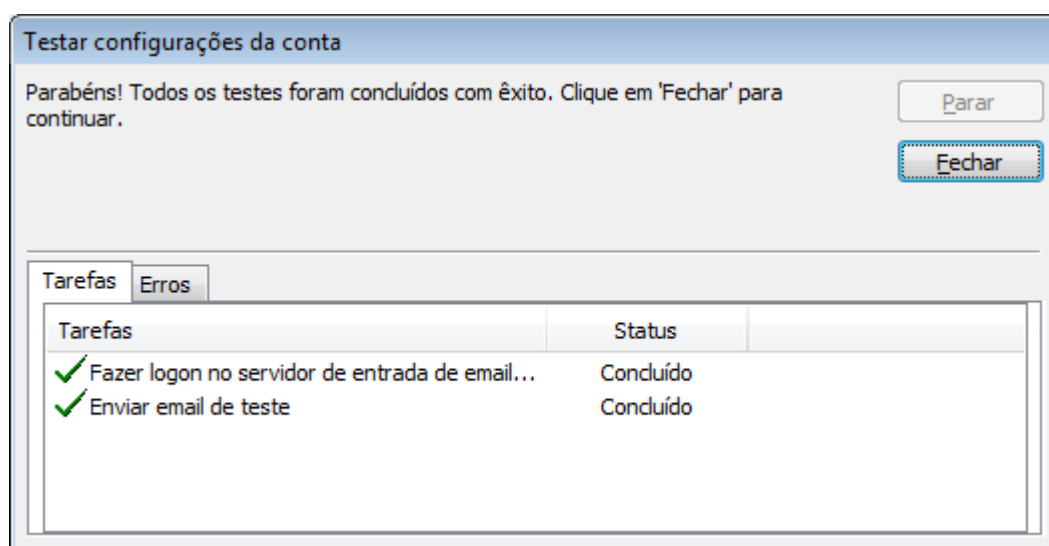 Testar configurações da conta
Parabéns! Todos os testes foram concluídos com êxito. Clique em 'Fechar' para
continuar.
Parar
Fechar
Tarefas
Erros
Tarefas Status
Fazer logon no servidor de entrada de email... Concluído
Enviar email de teste Concluído